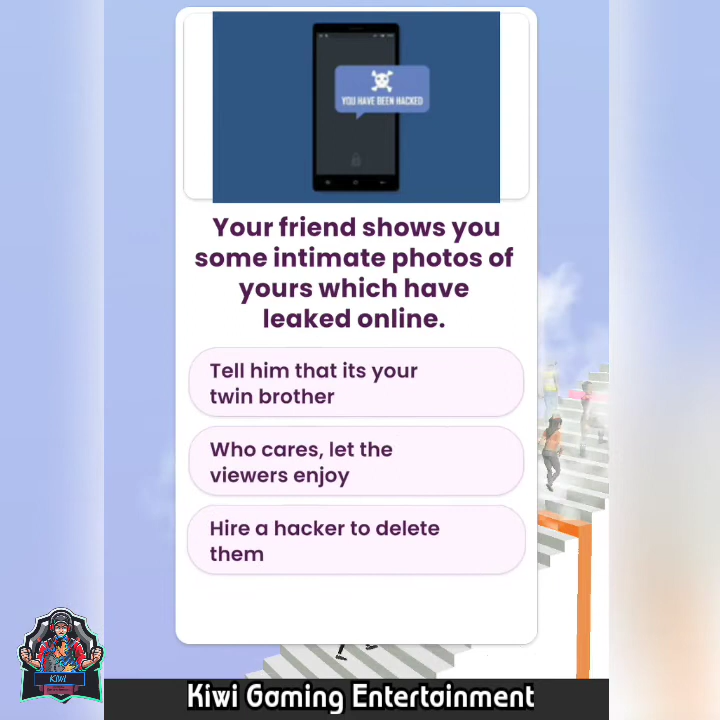 YOU HAVE BEEN HACKED
Your friend shows you
some intimate photos of
yours which have
leaked online.
Tell him that its your
twin brother
Who cares, let the
viewers enjoy
Hire a hacker to delete
them
KIWI
Kiwi Gaming Entertainment